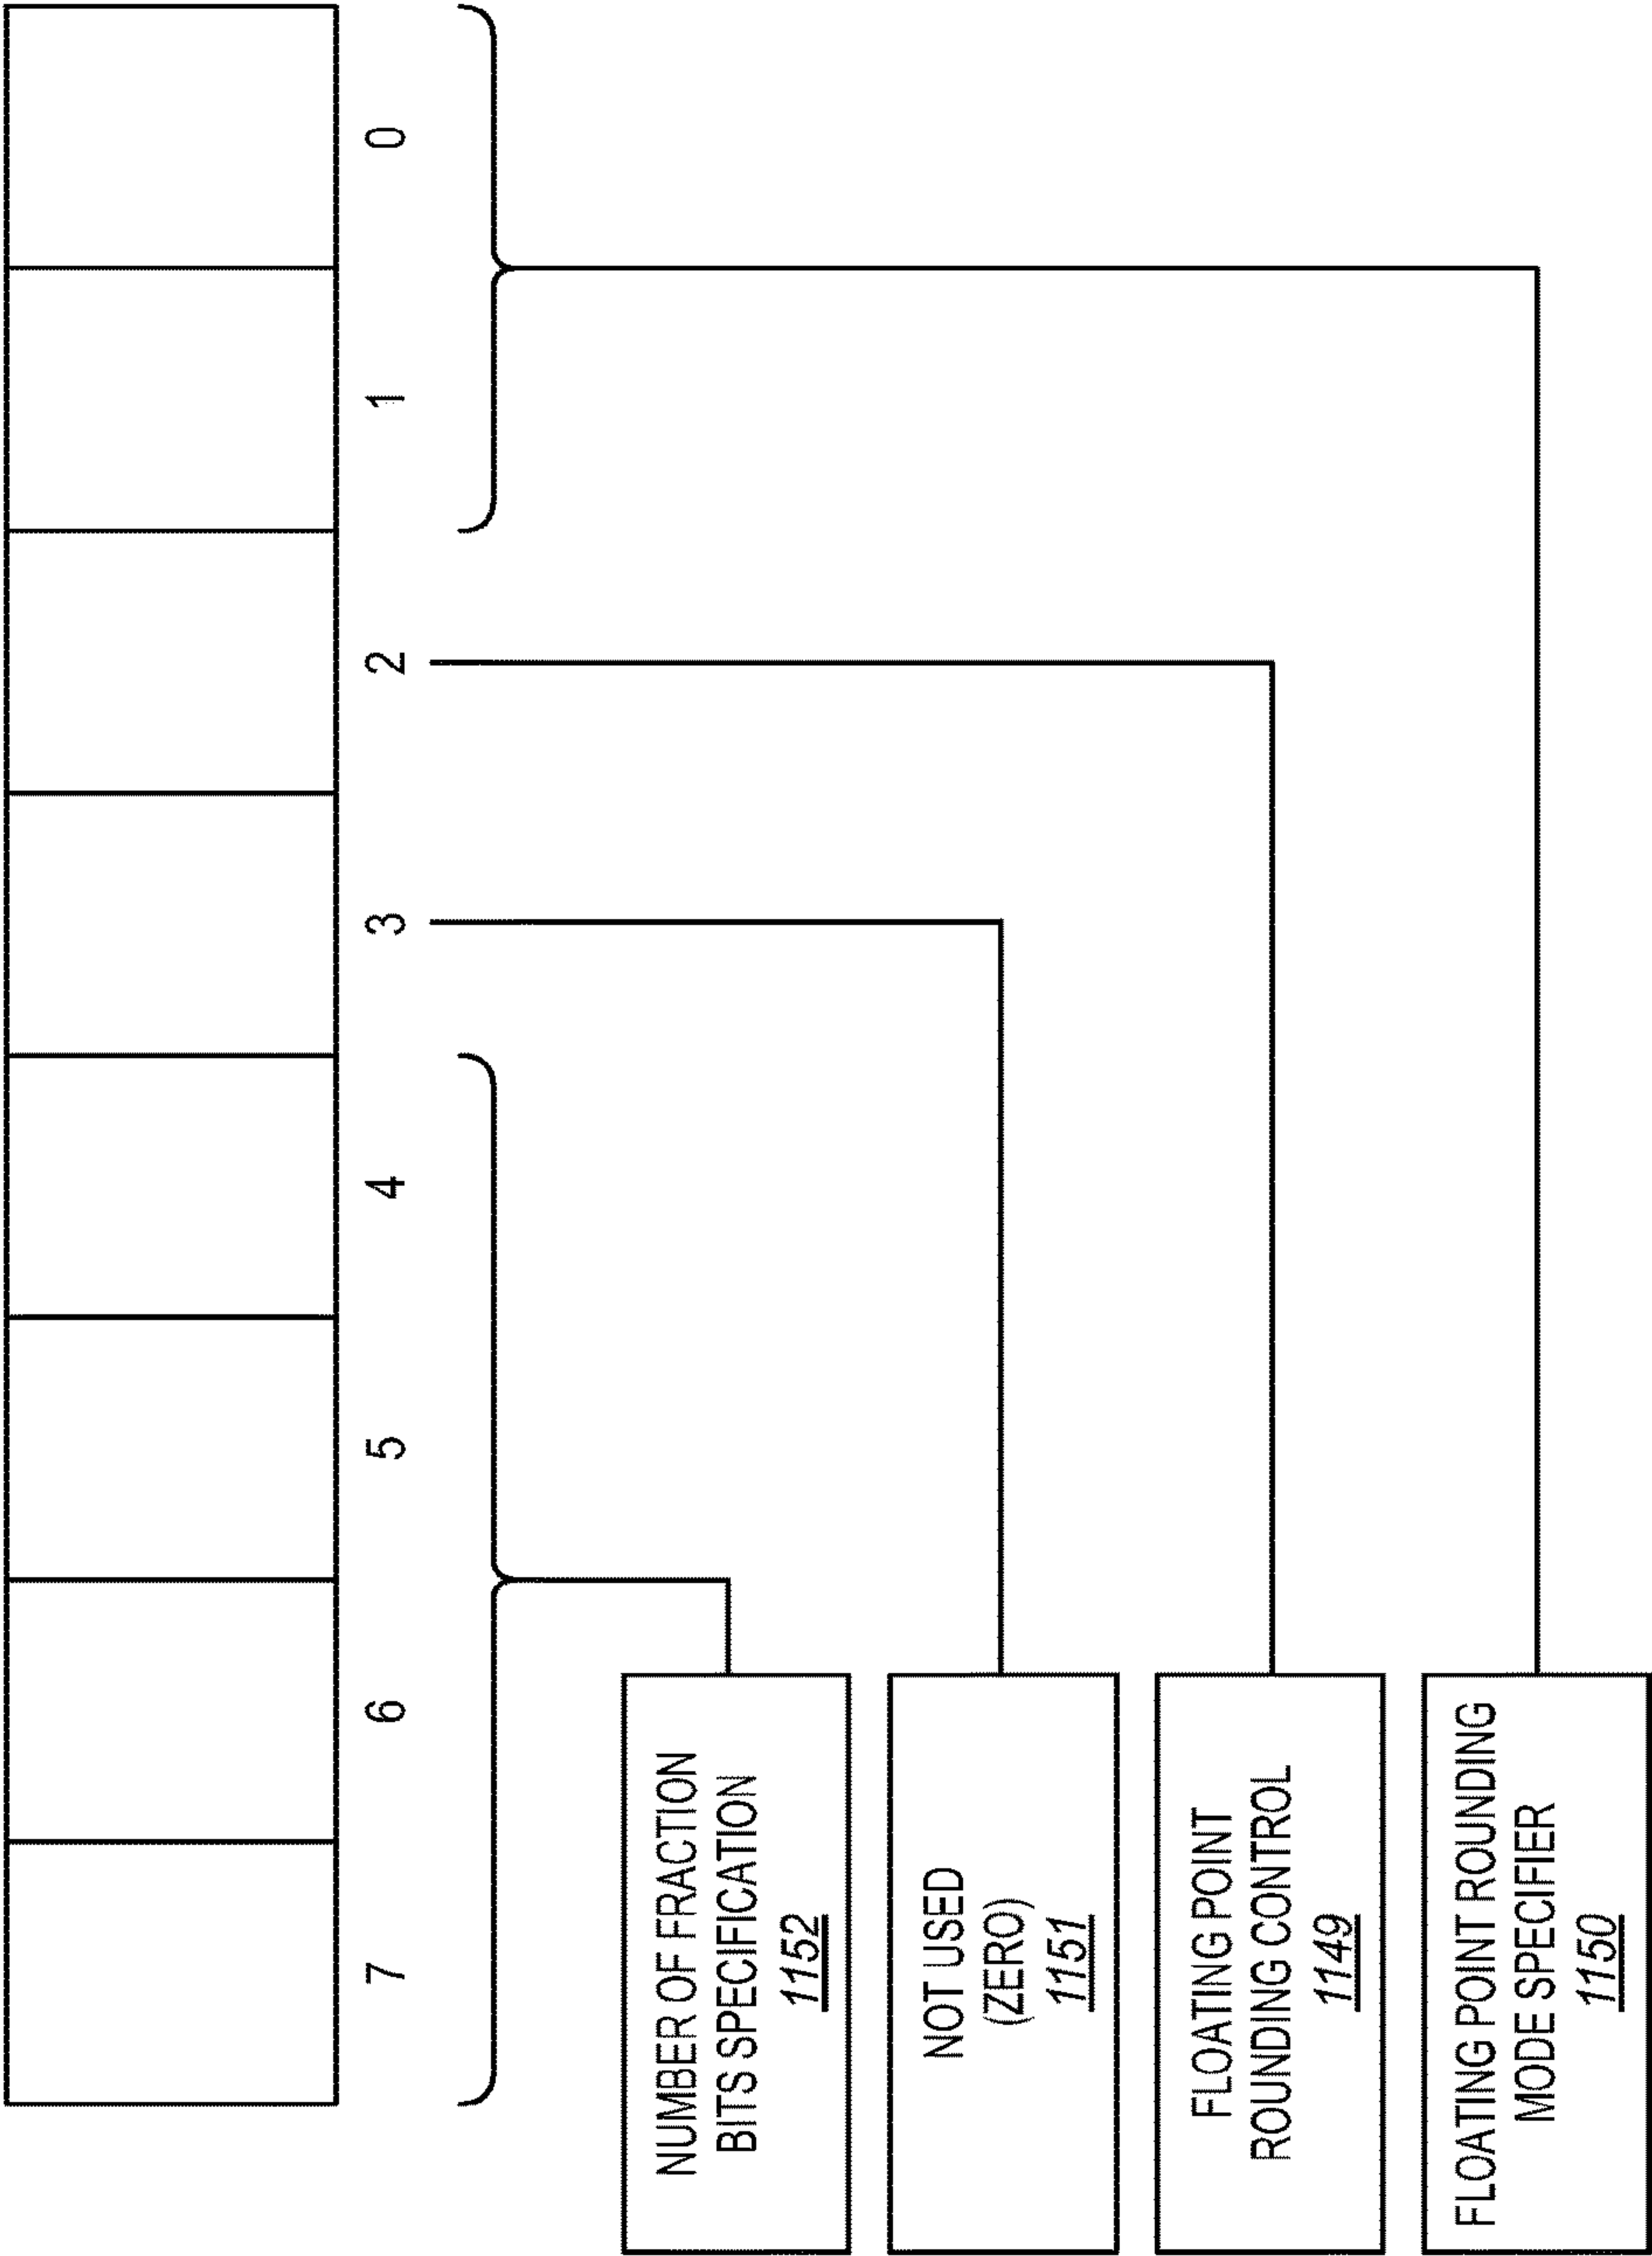 7 6 5 4 3 2 1 0
NUMBER OF FRACTION
BITS SPECIFICATION
1152
NOT USED
(ZERO)
1151
FLOATING POINT
ROUNDING CONTROL
1149
FLOATING POINT ROUNDING
MODE SPECIFIER
1150